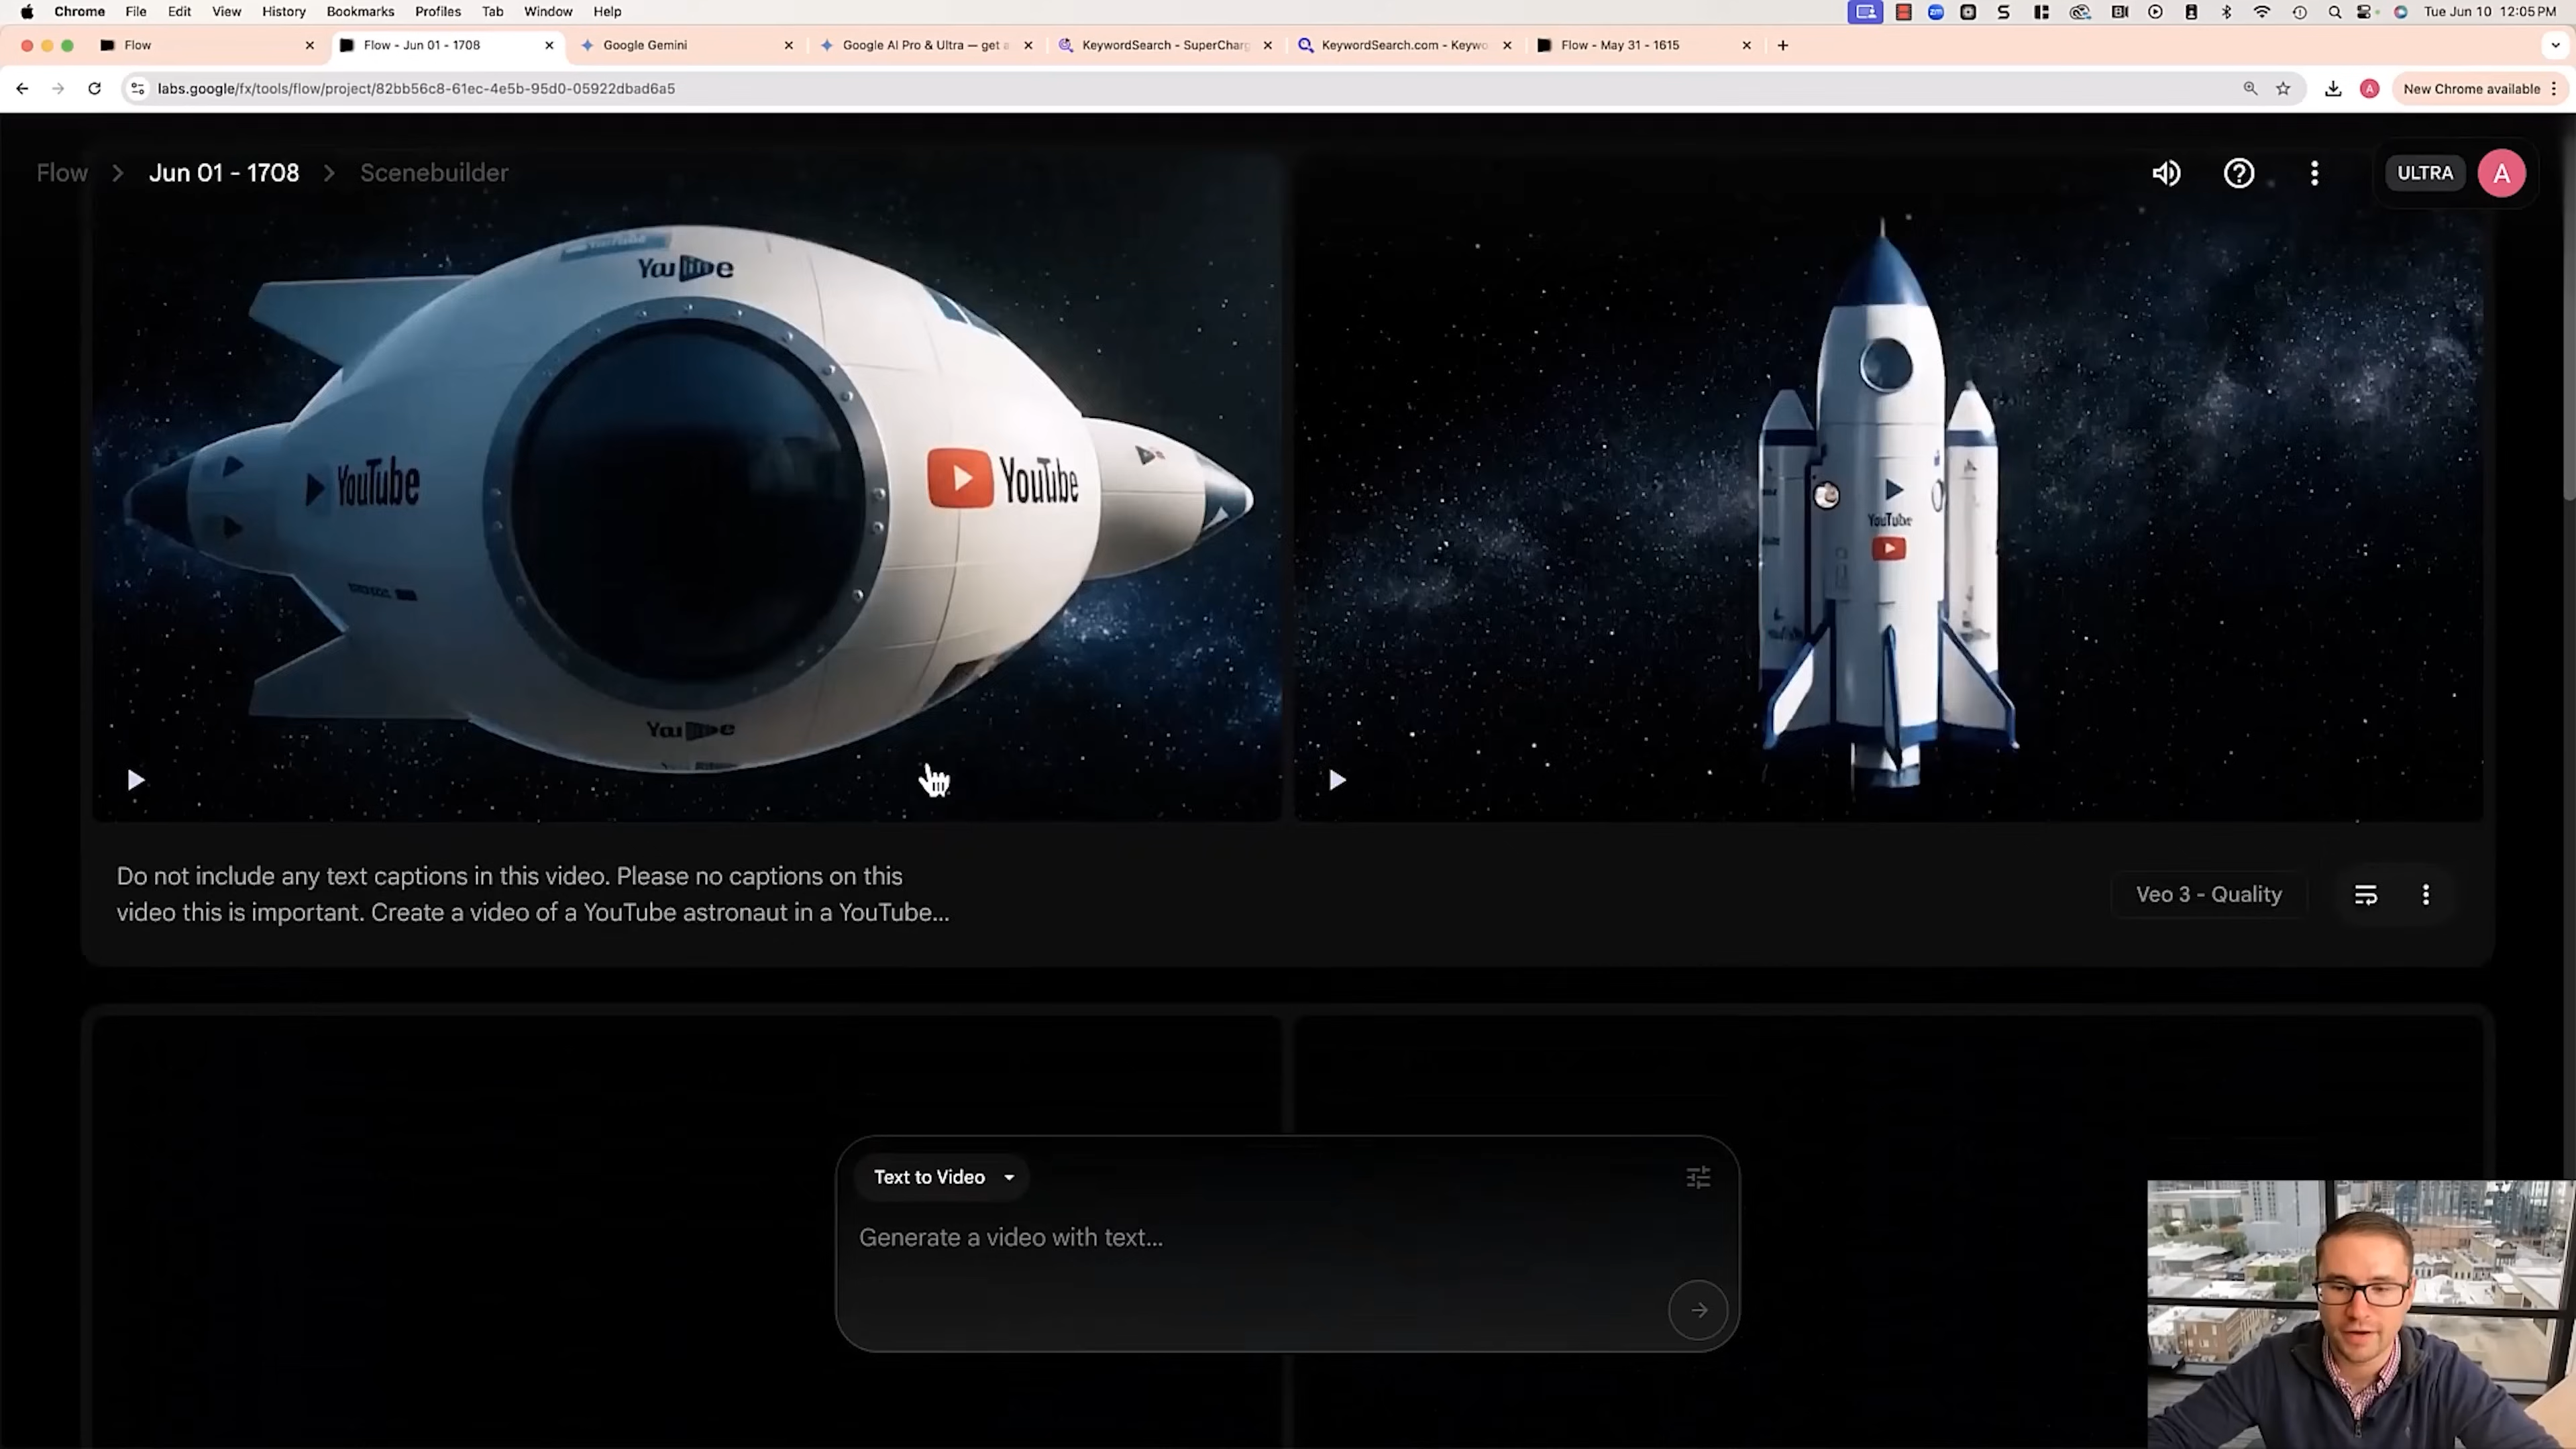 Chrome File Edit View History Bookmarks Profiles Tab Window Help
Tue Jun 10 12:05 PM
Flow
Flow - Jun 01 - 1708
Google Gemini
Google AI Pro & Ultra — get a
KeywordSearch - SuperCharg
KeywordSearch.com - Keywo
Flow - May 31 - 1615
labs.google/fx/tools/flow/project/82bb56c8-61ec-4e5b-95d0-05922dbad6a5
A
New Chrome available
Flow
Jun 01 - 1708
Scenebuilder
ULTRA
A
YouTube
YouTube
YouTube
Do not include any text captions in this video. Please no captions on this
video this is important. Create a video of a YouTube astronaut in a YouTube...
Veo 3 - Quality
Text to Video
Generate a video with text...